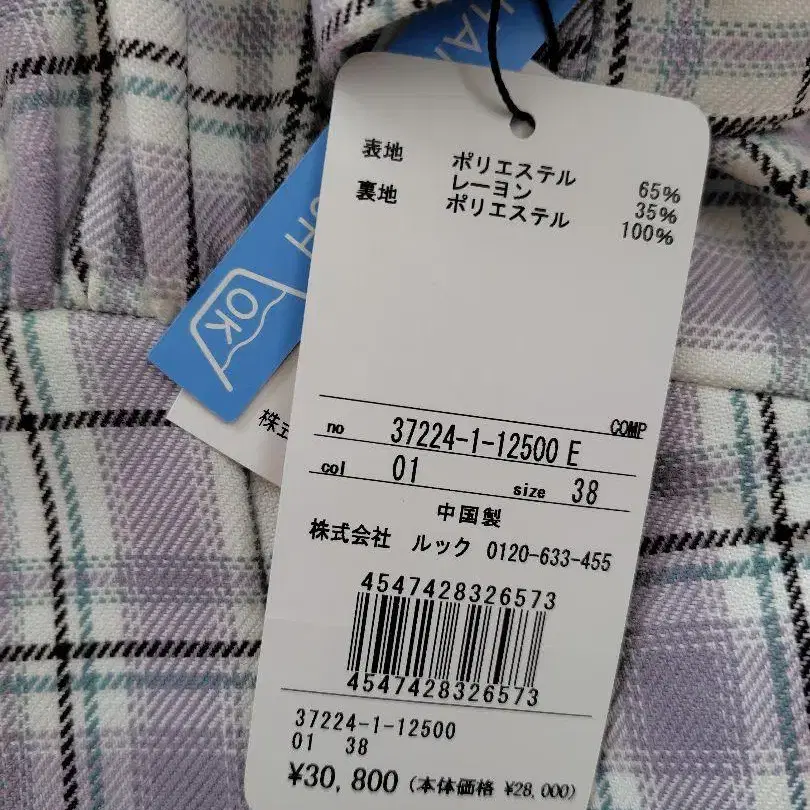 HAN
SH
OK
株式
表地 ポリエステル 65%
レーヨン 35%
裏地 ポリエステル 100%
COMP
no 37224-1-12500 E
col 01 size 38
中国製
株式会社 ルック 0120-633-455
4547428326573
4547428326573
37224-1-12500
01 38
¥30,800 (本体価格 ¥28,000)